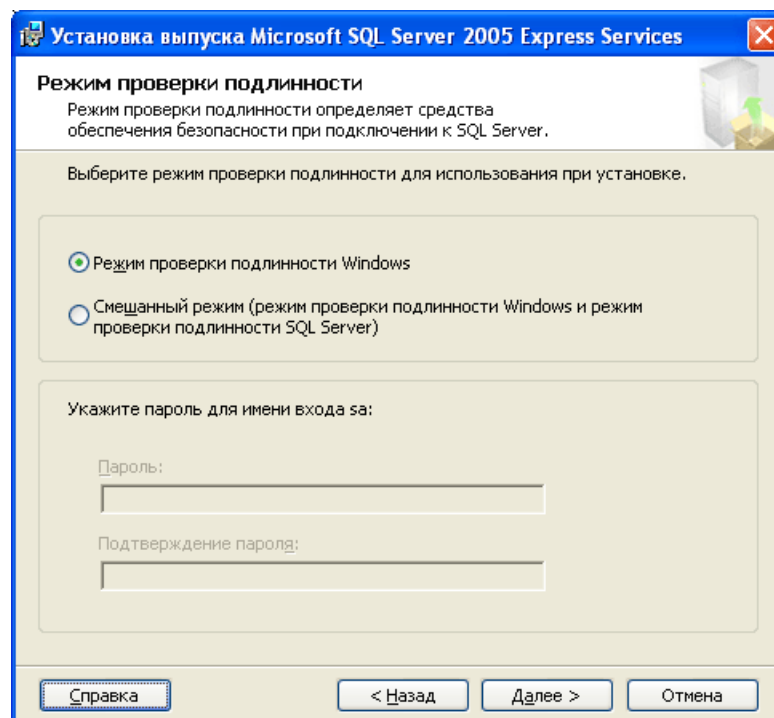 Установка выпуска Microsoft SQL Server 2005 Express Services
Режим проверки подлинности
Режим проверки подлинности определяет средства
обеспечения безопасности при подключении к SQL Server.
Выберите режим проверки подлинности для использования при установке.
Режим проверки подлинности Windows
Смешанный режим (режим проверки подлинности Windows и режим
проверки подлинности SQL Server)
Укажите пароль для имени входа sa:
Пароль:
Подтверждение пароля:
Справка
< Назад
Далее >
Отмена